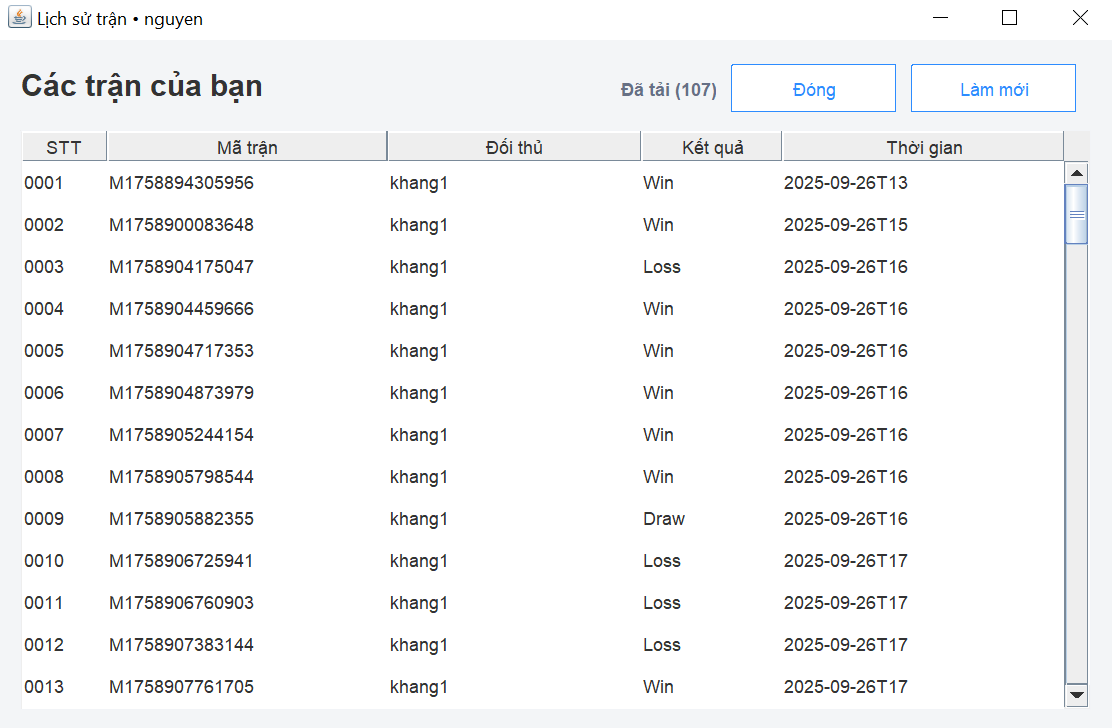 Lịch sử trận • nguyen
Các trận của bạn
Đã tải (107) Đóng Làm mới
STT Mã trận Đối thủ Kết quả Thời gian
0001 M1758894305956 khang1 Win 2025-09-26T13
0002 M1758900083648 khang1 Win 2025-09-26T15
0003 M1758904175047 khang1 Loss 2025-09-26T16
0004 M1758904459666 khang1 Win 2025-09-26T16
0005 M1758904717353 khang1 Win 2025-09-26T16
0006 M1758904873979 khang1 Win 2025-09-26T16
0007 M1758905244154 khang1 Win 2025-09-26T16
0008 M1758905798544 khang1 Win 2025-09-26T16
0009 M1758905882355 khang1 Draw 2025-09-26T16
0010 M1758906725941 khang1 Loss 2025-09-26T17
0011 M1758906760903 khang1 Loss 2025-09-26T17
0012 M1758907383144 khang1 Loss 2025-09-26T17
0013 M1758907761705 khang1 Win 2025-09-26T17